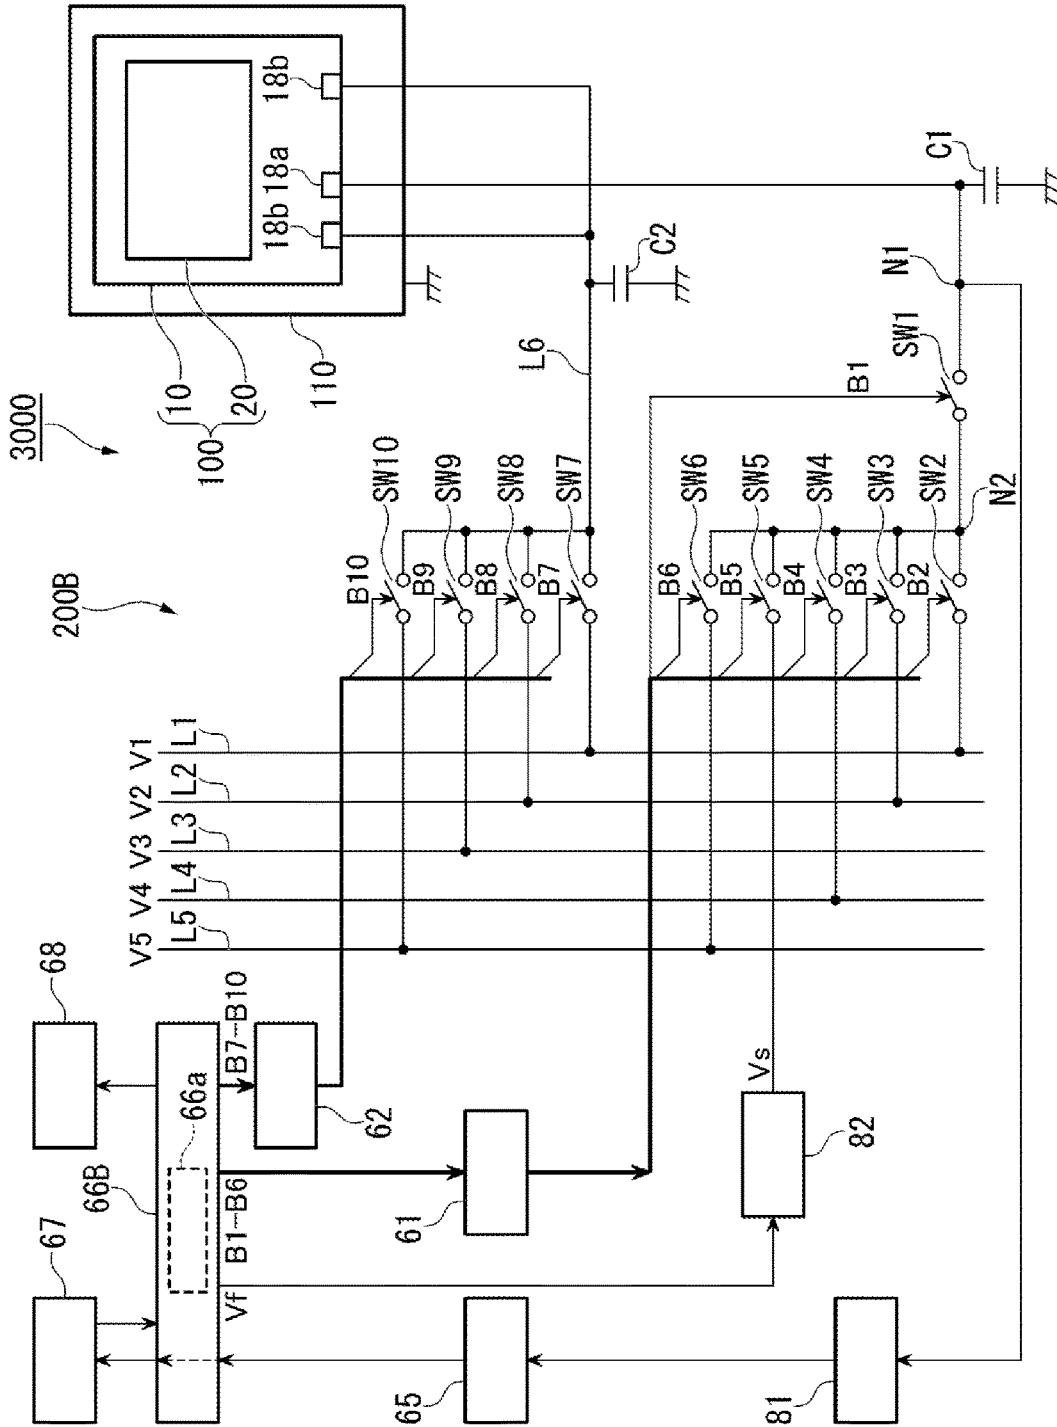 3000
67
68
200B
66B
V5 V4 V3 V2 V1
66a
L5 L4 L3 L2 L1
10
100
20
Vf
B1–B6
B7–B10
18b 18a 18b
110
62
B10
SW10
65
61
B9
SW9
B8
SW8
L6
B7
SW7
C2
B6
SW6
B5
SW5
Vs
81
B4
SW4
82
B3
B1
SW3
N1
SW1
B2
SW2
C1
N2